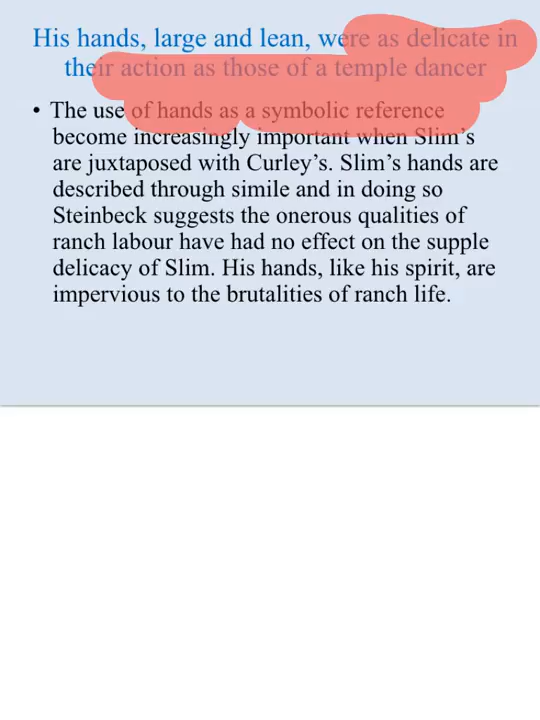 His hands, large and lean, were as delicate in
their action as those of a temple dancer
• The use of hands as a symbolic reference
become increasingly important when Slim’s
are juxtaposed with Curley’s. Slim’s hands are
described through simile and in doing so
Steinbeck suggests the onerous qualities of
ranch labour have had no effect on the supple
delicacy of Slim. His hands, like his spirit, are
impervious to the brutalities of ranch life.